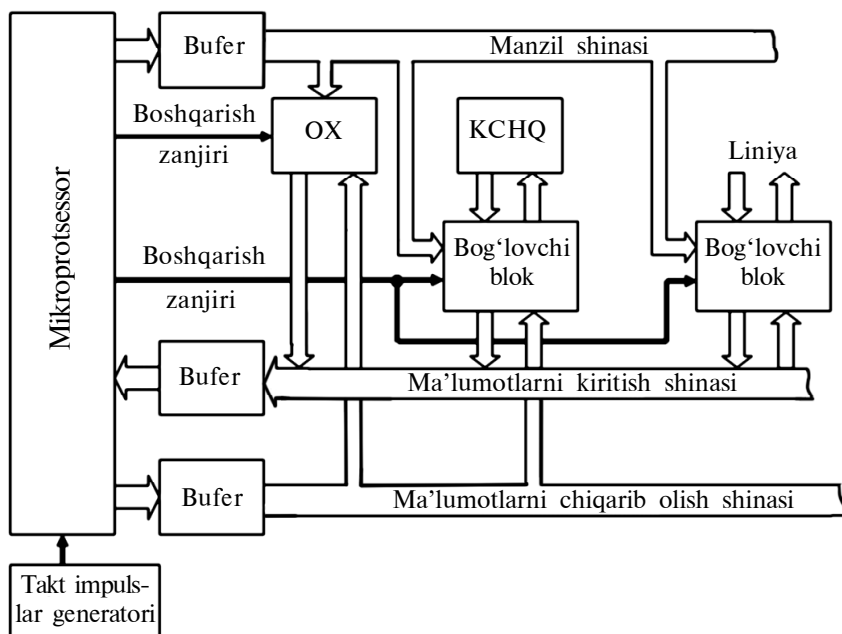 Bufer
Manzil shinasi
Mikroprotsessor
Boshqarish
zanjiri
OX
KCHQ
Liniya
Boshqarish
zanjiri
Bog‘lovchi
blok
Bog‘lovchi
blok
Bufer
Ma’lumotlarni kiritish shinasi
Bufer
Ma’lumotlarni chiqarib olish shinasi
Takt impuls-
lar generatori